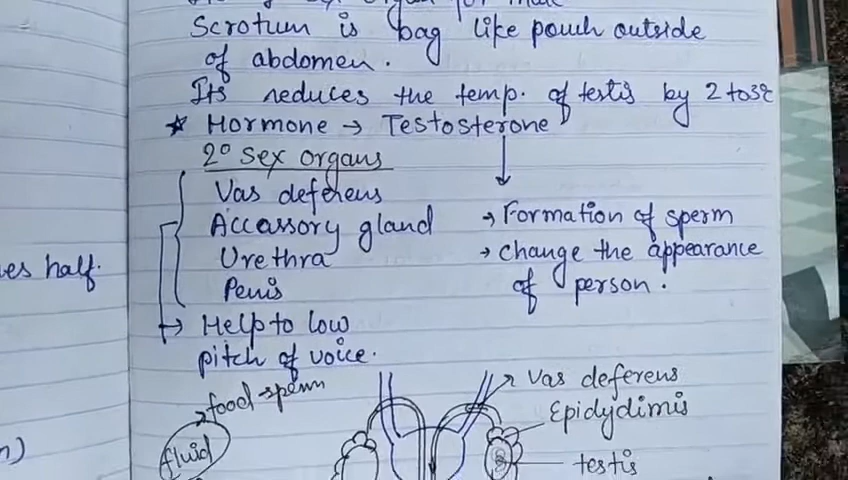 Scrotum is bag like pouch outside
of abdomen.
Its reduces the temp. of testis by 2 to 3°c
☆ Hormone → Testosterone
2° sex organs
Vas deferens
Accassory gland
Urethra
Penis
→ Formation of sperm
→ change the appearance
of person.
ves half.
→ Help to low
pitch of voice.
→ food → sperm
fluid
Vas deferens
Epidydimis
testis